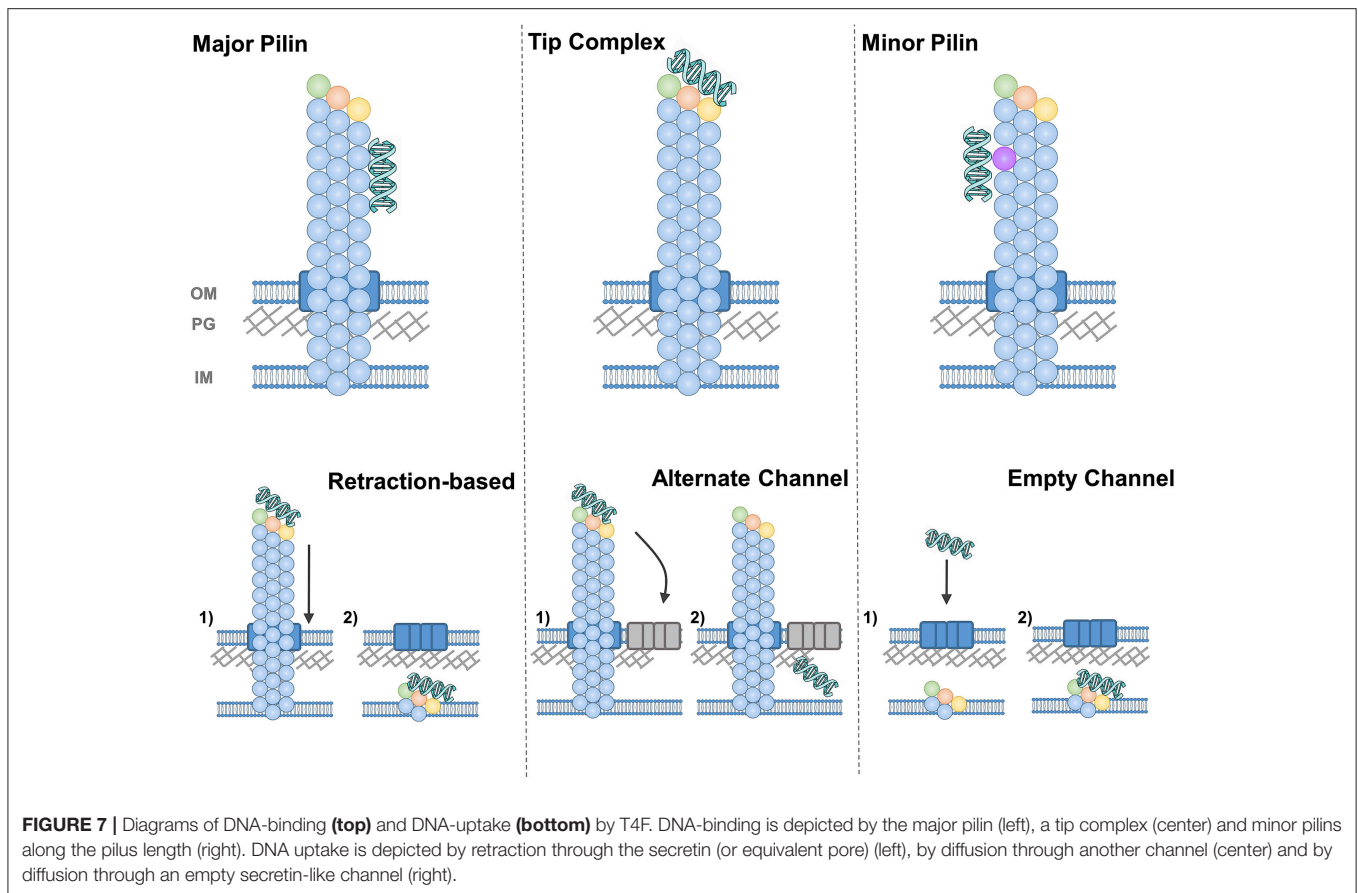 Major Pilin
Tip Complex
Minor Pilin
OM
PG
IM
Retraction-based
Alternate Channel
Empty Channel
1)
2)
1)
2)
1)
2)
FIGURE 7 | Diagrams of DNA-binding (top) and DNA-uptake (bottom) by T4F. DNA-binding is depicted by the major pilin (left), a tip complex (center) and minor pilins
along the pilus length (right). DNA uptake is depicted by retraction through the secretin (or equivalent pore) (left), by diffusion through another channel (center) and by
diffusion through an empty secretin-like channel (right).